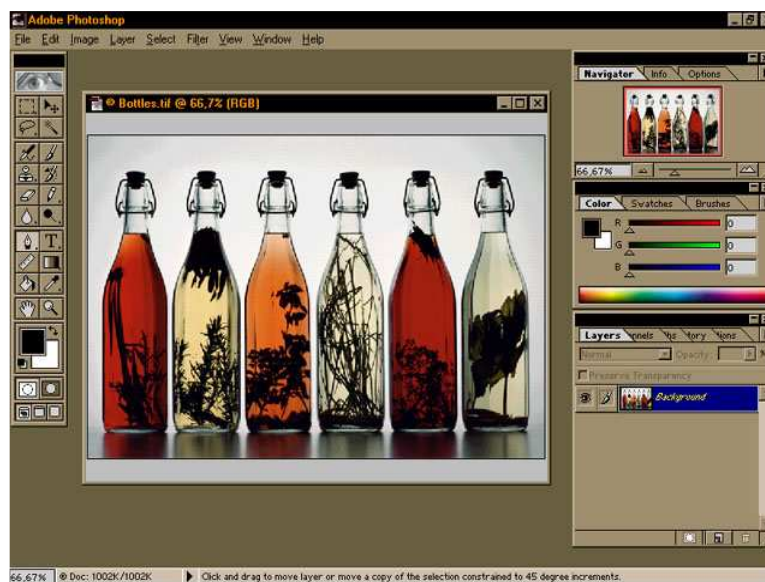 Adobe Photoshop
File Edit Image Layer Select Filter View Window Help
© Bottles.tif @ 66,7% (RGB)
Navigator Info Options
66,67%
Color Swatches Brushes
R 0
G 0
B 0
Layers
Normal Opacity:
Preserve Transparency
Background
66,67% © Doc: 1002K/1002K Click and drag to move layer or move a copy of the selection constrained to 45 degree increments.